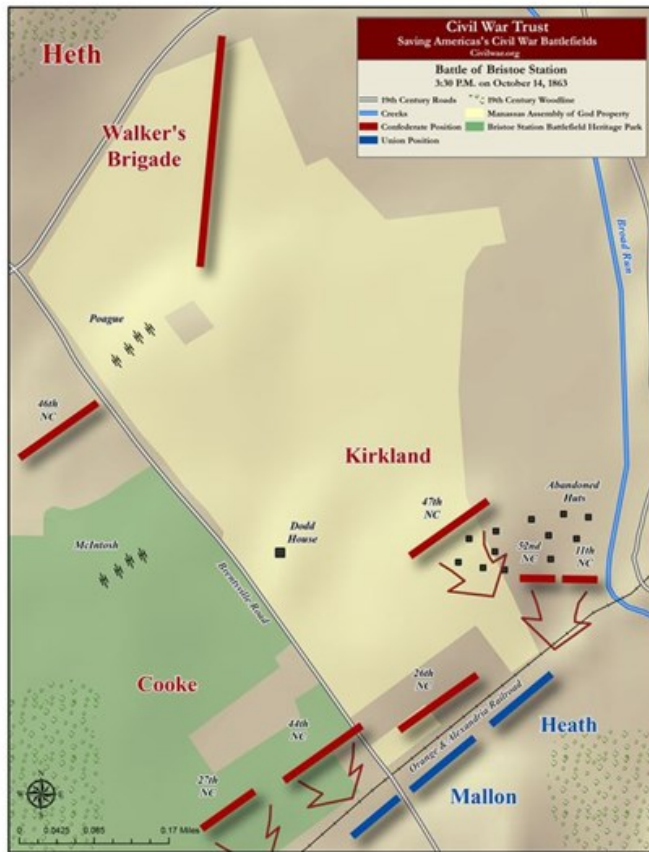 Heth
Civil War Trust
Saving Americas's Civil War Battlefields
Civilwar.org
Battle of Bristoe Station
3:30 P.M. on October 14, 1863
19th Century Roads
19th Century Woodline
Creeks
Manassas Assembly of God Property
Confederate Position
Bristoe Station Battlefield Heritage Park
Union Position
Walker's
Brigade
Broad Run
Poague
46th
NC
Kirkland
47th
NC
Abandoned
Huts
52nd
NC
11th
NC
Dodd
House
McIntosh
Brentsville Road
Cooke
26th
NC
44th
NC
27th
NC
Orange & Alexandria Railroad
Heath
Mallon
0
0.0425
0.085
0.17 Miles